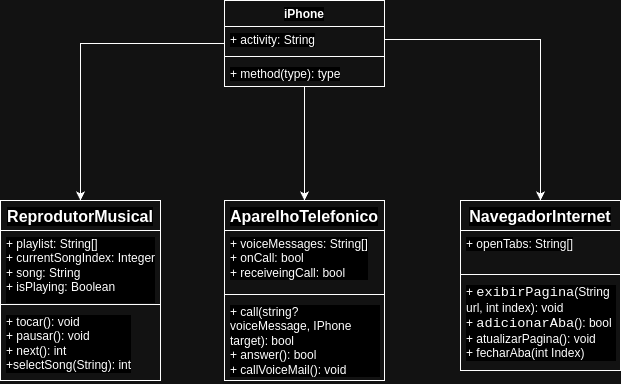 iPhone
+ activity: String
+ method(type): type
ReprodutorMusical
+ playlist: String[]
+ currentSongIndex: Integer
+ song: String
+ isPlaying: Boolean
+ tocar(): void
+ pausar(): void
+ next(): int
+selectSong(String): int
AparelhoTelefonico
+ voiceMessages: String[]
+ onCall: bool
+ receiveingCall: bool
+ call(string?
voiceMessage, IPhone
target): bool
+ answer(): bool
+ callVoiceMail(): void
NavegadorInternet
+ openTabs: String[]
+ exibirPagina(String
url, int index): void
+ adicionarAba(): bool
+ atualizarPagina(): void
+ fecharAba(int Index)